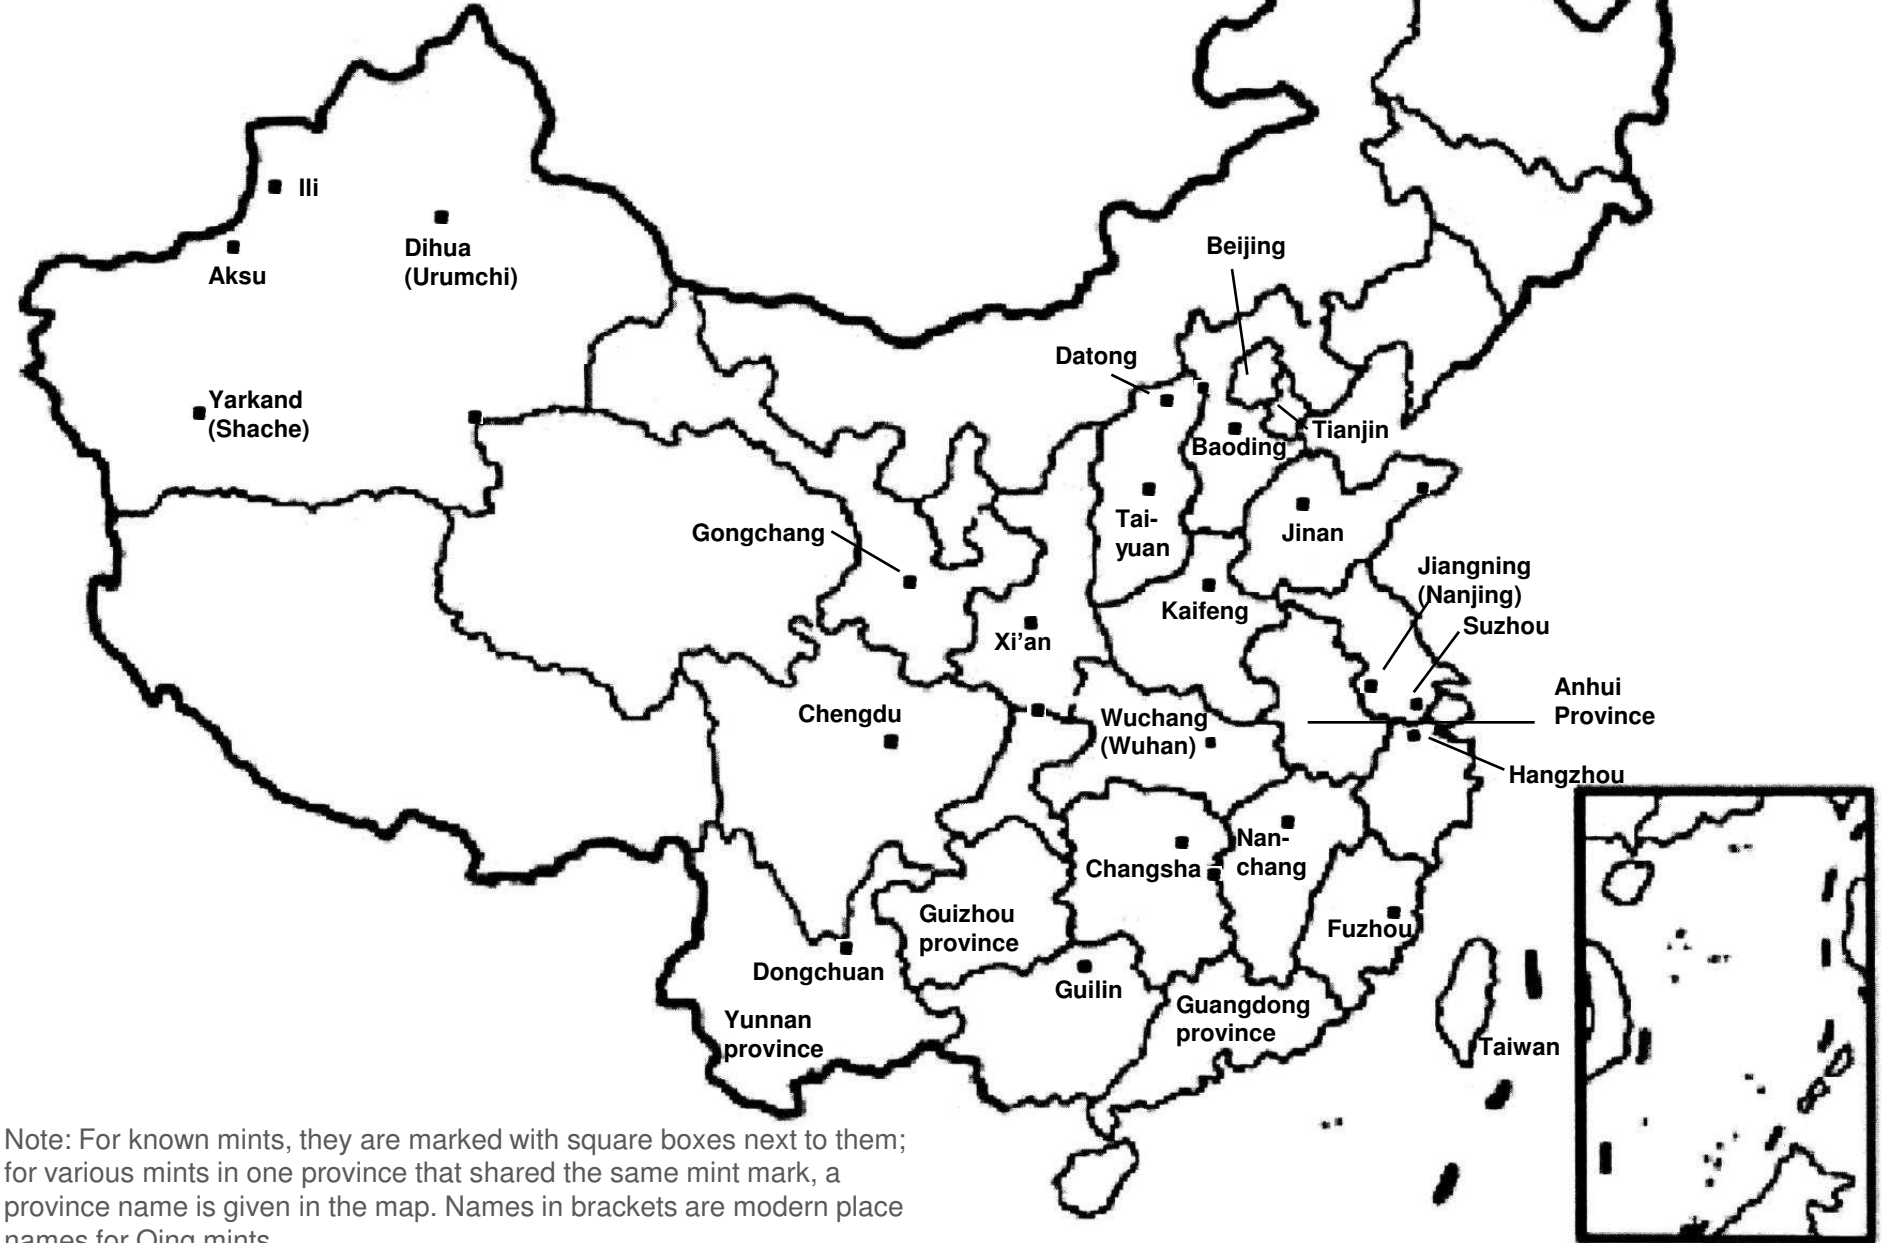 Beijing
Ili
Dihua
(Urumchi)
Aksu
Datong
Yarkand
(Shache)
Tianjin
Baoding
Tai-
yuan
Gongchang
Jinan
Jiangning
(Nanjing)
Kaifeng
Suzhou
Xi’an
Anhui
Province
Chengdu
Wuchang
(Wuhan)
Hangzhou
Nan-
chang
Changsha
Guizhou
province
Fuzhou
Dongchuan
Guilin
Guangdong
province
Yunnan
province
Taiwan
Note: For known mints, they are marked with square boxes next to them;
for various mints in one province that shared the same mint mark, a
province name is given in the map. Names in brackets are modern place
names for Qing mints